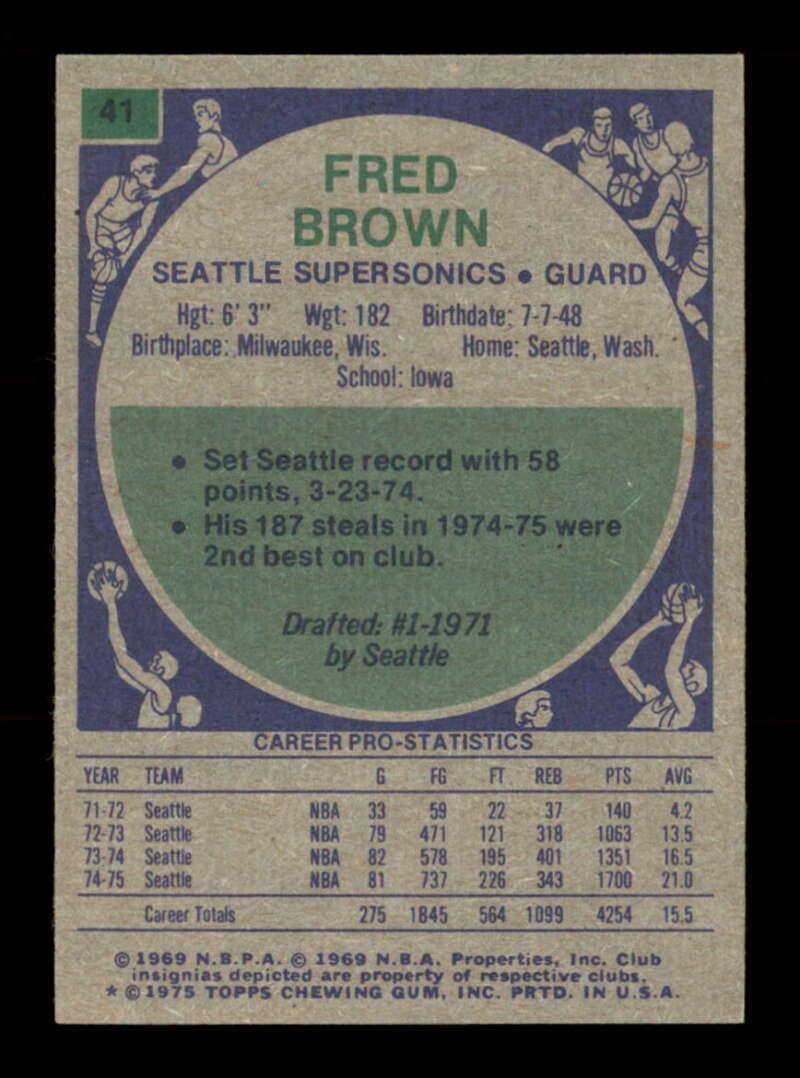 41
FRED
BROWN
SEATTLE SUPERSONICS • GUARD
Hgt: 6' 3" Wgt: 182 Birthdate: 7-7-48
Birthplace: Milwaukee, Wis. Home: Seattle, Wash.
School: Iowa
• Set Seattle record with 58
points, 3-23-74.
• His 187 steals in 1974-75 were
2nd best on club.
Drafted: #1-1971
by Seattle
CAREER PRO-STATISTICS
YEAR TEAM G FG FT REB PTS AVG
71-72 Seattle NBA 33 59 22 37 140 4.2
72-73 Seattle NBA 79 471 121 318 1063 13.5
73-74 Seattle NBA 82 578 195 401 1351 16.5
74-75 Seattle NBA 81 737 226 343 1700 21.0
Career Totals 275 1845 564 1099 4254 15.5
© 1969 N.B.P.A. © 1969 N.B.A. Properties, Inc. Club
insignias depicted are property of respective clubs.
* © 1975 TOPPS CHEWING GUM, INC. PRTD. IN U.S.A.